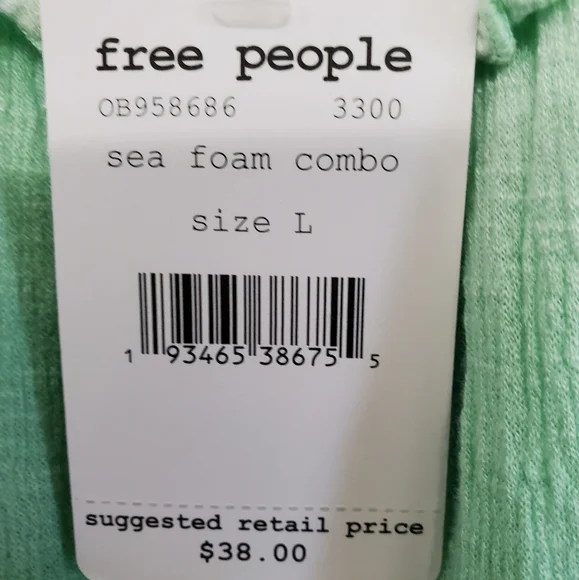 free people
OB958686 3300
sea foam combo
size L
1 93465 38675 5
suggested retail price
$38.00